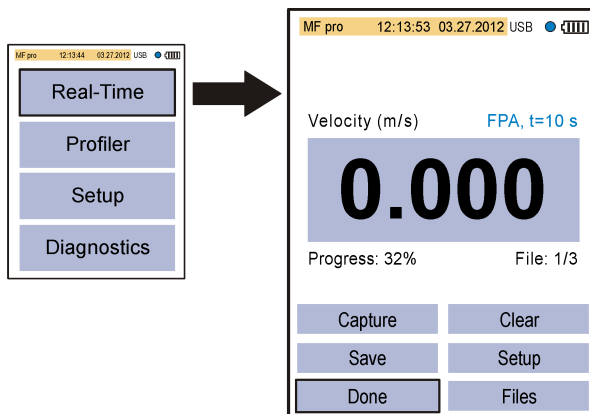 MF pro 12:13:44 03.27.2012 USB
Real-Time
Profiler
Setup
Diagnostics
MF pro 12:13:53 03.27.2012 USB
Velocity (m/s) FPA, t=10 s
0.000
Progress: 32% File: 1/3
Capture Clear
Save Setup
Done Files